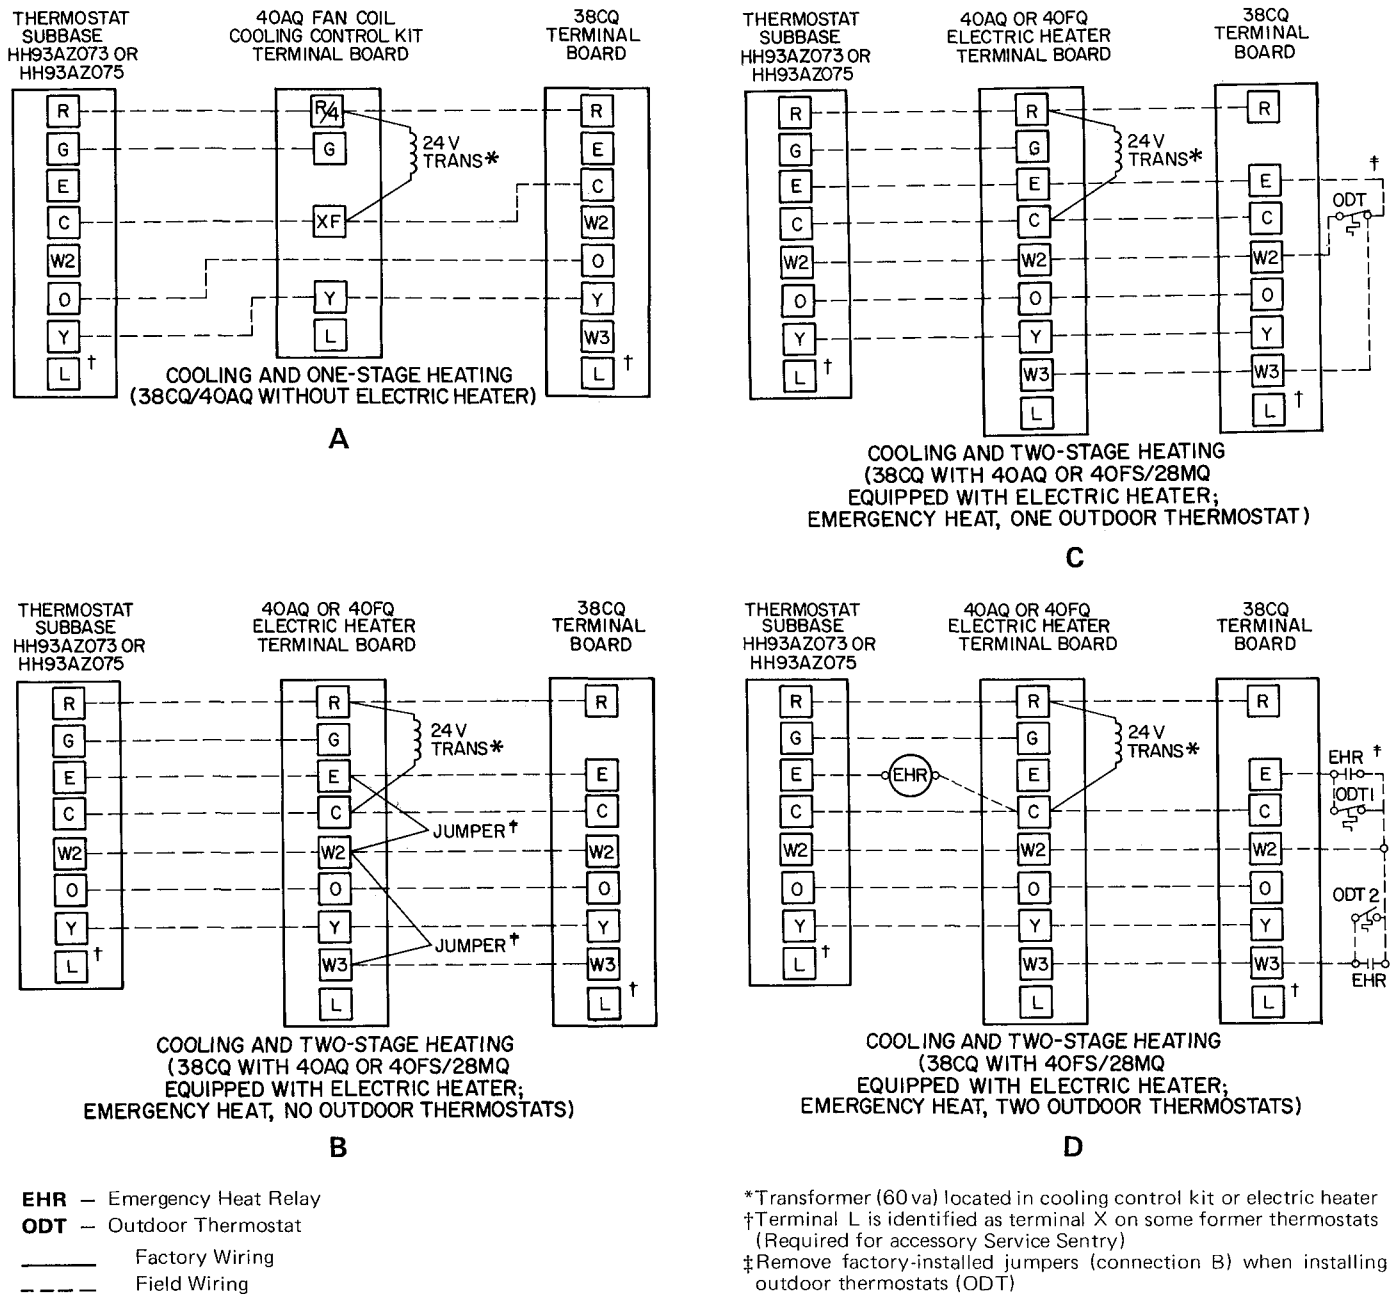 THERMOSTAT
SUBBASE
HH93AZ073 OR
HH93AZ075
40AQ FAN COIL
COOLING CONTROL KIT
TERMINAL BOARD
38CQ
TERMINAL
BOARD
R
G
E
C
W2
O
Y
L †
R/4
G
XF
Y
L
24 V
TRANS*
R
E
C
W2
O
Y
W3
L †
COOLING AND ONE-STAGE HEATING
(38CQ/40AQ WITHOUT ELECTRIC HEATER)
A
THERMOSTAT
SUBBASE
HH93AZ073 OR
HH93AZ075
40AQ OR 40FQ
ELECTRIC HEATER
TERMINAL BOARD
38CQ
TERMINAL
BOARD
R
G
E
C
W2
O
Y
L †
R
G
E
C
W2
O
Y
W3
L
24 V
TRANS*
R
E
C
W2
O
Y
W3
L †
‡
ODT
COOLING AND TWO-STAGE HEATING
(38CQ WITH 40AQ OR 40FS/28MQ
EQUIPPED WITH ELECTRIC HEATER;
EMERGENCY HEAT, ONE OUTDOOR THERMOSTAT)
C
THERMOSTAT
SUBBASE
HH93AZ073 OR
HH93AZ075
40AQ OR 40FQ
ELECTRIC HEATER
TERMINAL BOARD
38CQ
TERMINAL
BOARD
R
G
E
C
W2
O
Y
L †
R
G
E
C
W2
O
Y
W3
L
24 V
TRANS*
JUMPER‡
JUMPER‡
R
E
C
W2
O
Y
W3
L †
COOLING AND TWO-STAGE HEATING
(38CQ WITH 40AQ OR 40FS/28MQ
EQUIPPED WITH ELECTRIC HEATER;
EMERGENCY HEAT, NO OUTDOOR THERMOSTATS)
B
THERMOSTAT
SUBBASE
HH93AZ073 OR
HH93AZ075
40AQ OR 40FQ
ELECTRIC HEATER
TERMINAL BOARD
38CQ
TERMINAL
BOARD
R
G
E
C
W2
O
Y
L †
EHR
R
G
E
C
W2
O
Y
W3
L
24 V
TRANS*
R
E
C
W2
O
Y
W3
L †
EHR ‡
ODT1
ODT 2
EHR
COOLING AND TWO-STAGE HEATING
(38CQ WITH 40FS/28MQ
EQUIPPED WITH ELECTRIC HEATER;
EMERGENCY HEAT, TWO OUTDOOR THERMOSTATS)
D
EHR – Emergency Heat Relay
ODT – Outdoor Thermostat
Factory Wiring
Field Wiring
*Transformer (60 va) located in cooling control kit or electric heater
†Terminal L is identified as terminal X on some former thermostats
(Required for accessory Service Sentry)
‡Remove factory-installed jumpers (connection B) when installing
outdoor thermostats (ODT)